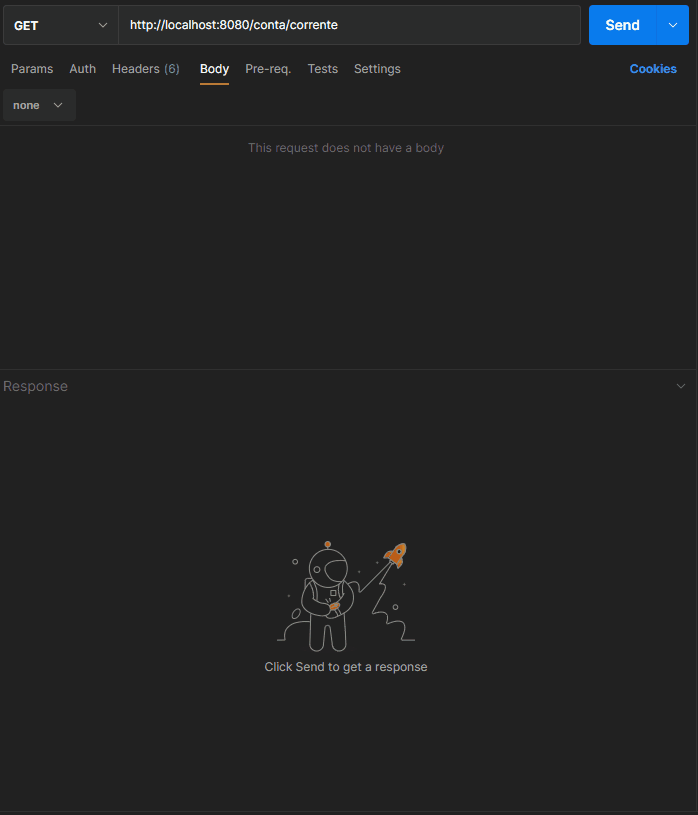 GET http://localhost:8080/conta/corrente Send
Params Auth Headers (6) Body Pre-req. Tests Settings Cookies
none
This request does not have a body
Response
Click Send to get a response